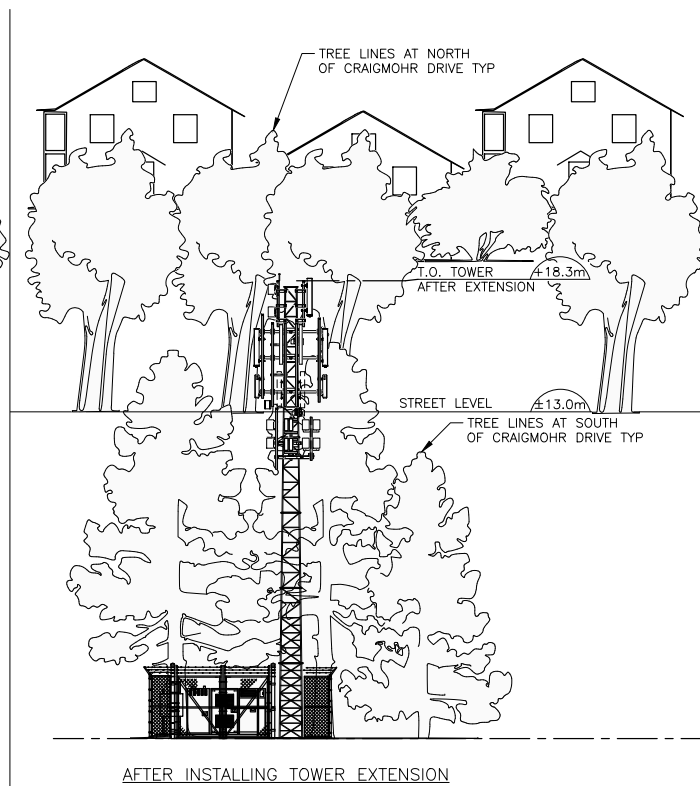 TREE LINES AT NORTH
OF CRAIGMOHR DRIVE TYP
T.O. TOWER +18.3m
AFTER EXTENSION
STREET LEVEL ±13.0m
TREE LINES AT SOUTH
OF CRAIGMOHR DRIVE TYP
AFTER INSTALLING TOWER EXTENSION